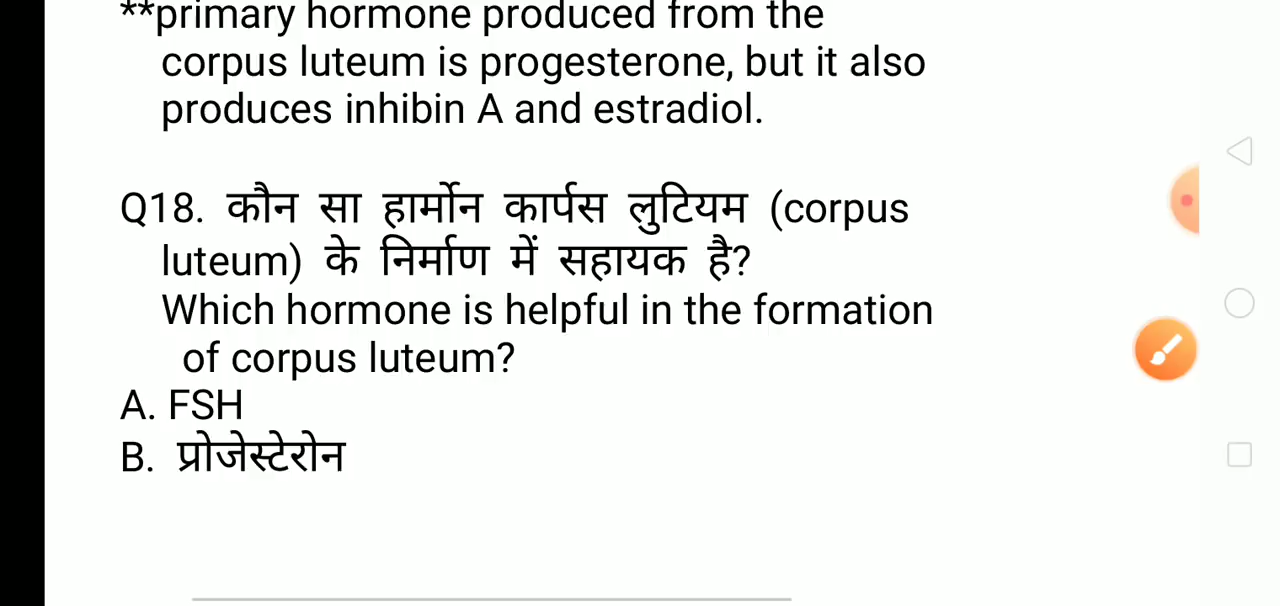 **primary hormone produced from the
corpus luteum is progesterone, but it also
produces inhibin A and estradiol.
Q18. कौन सा हार्मोन कार्पस लुटियम (corpus
luteum) के निर्माण में सहायक है?
Which hormone is helpful in the formation
of corpus luteum?
A. FSH
B. प्रोजेस्टेरोन